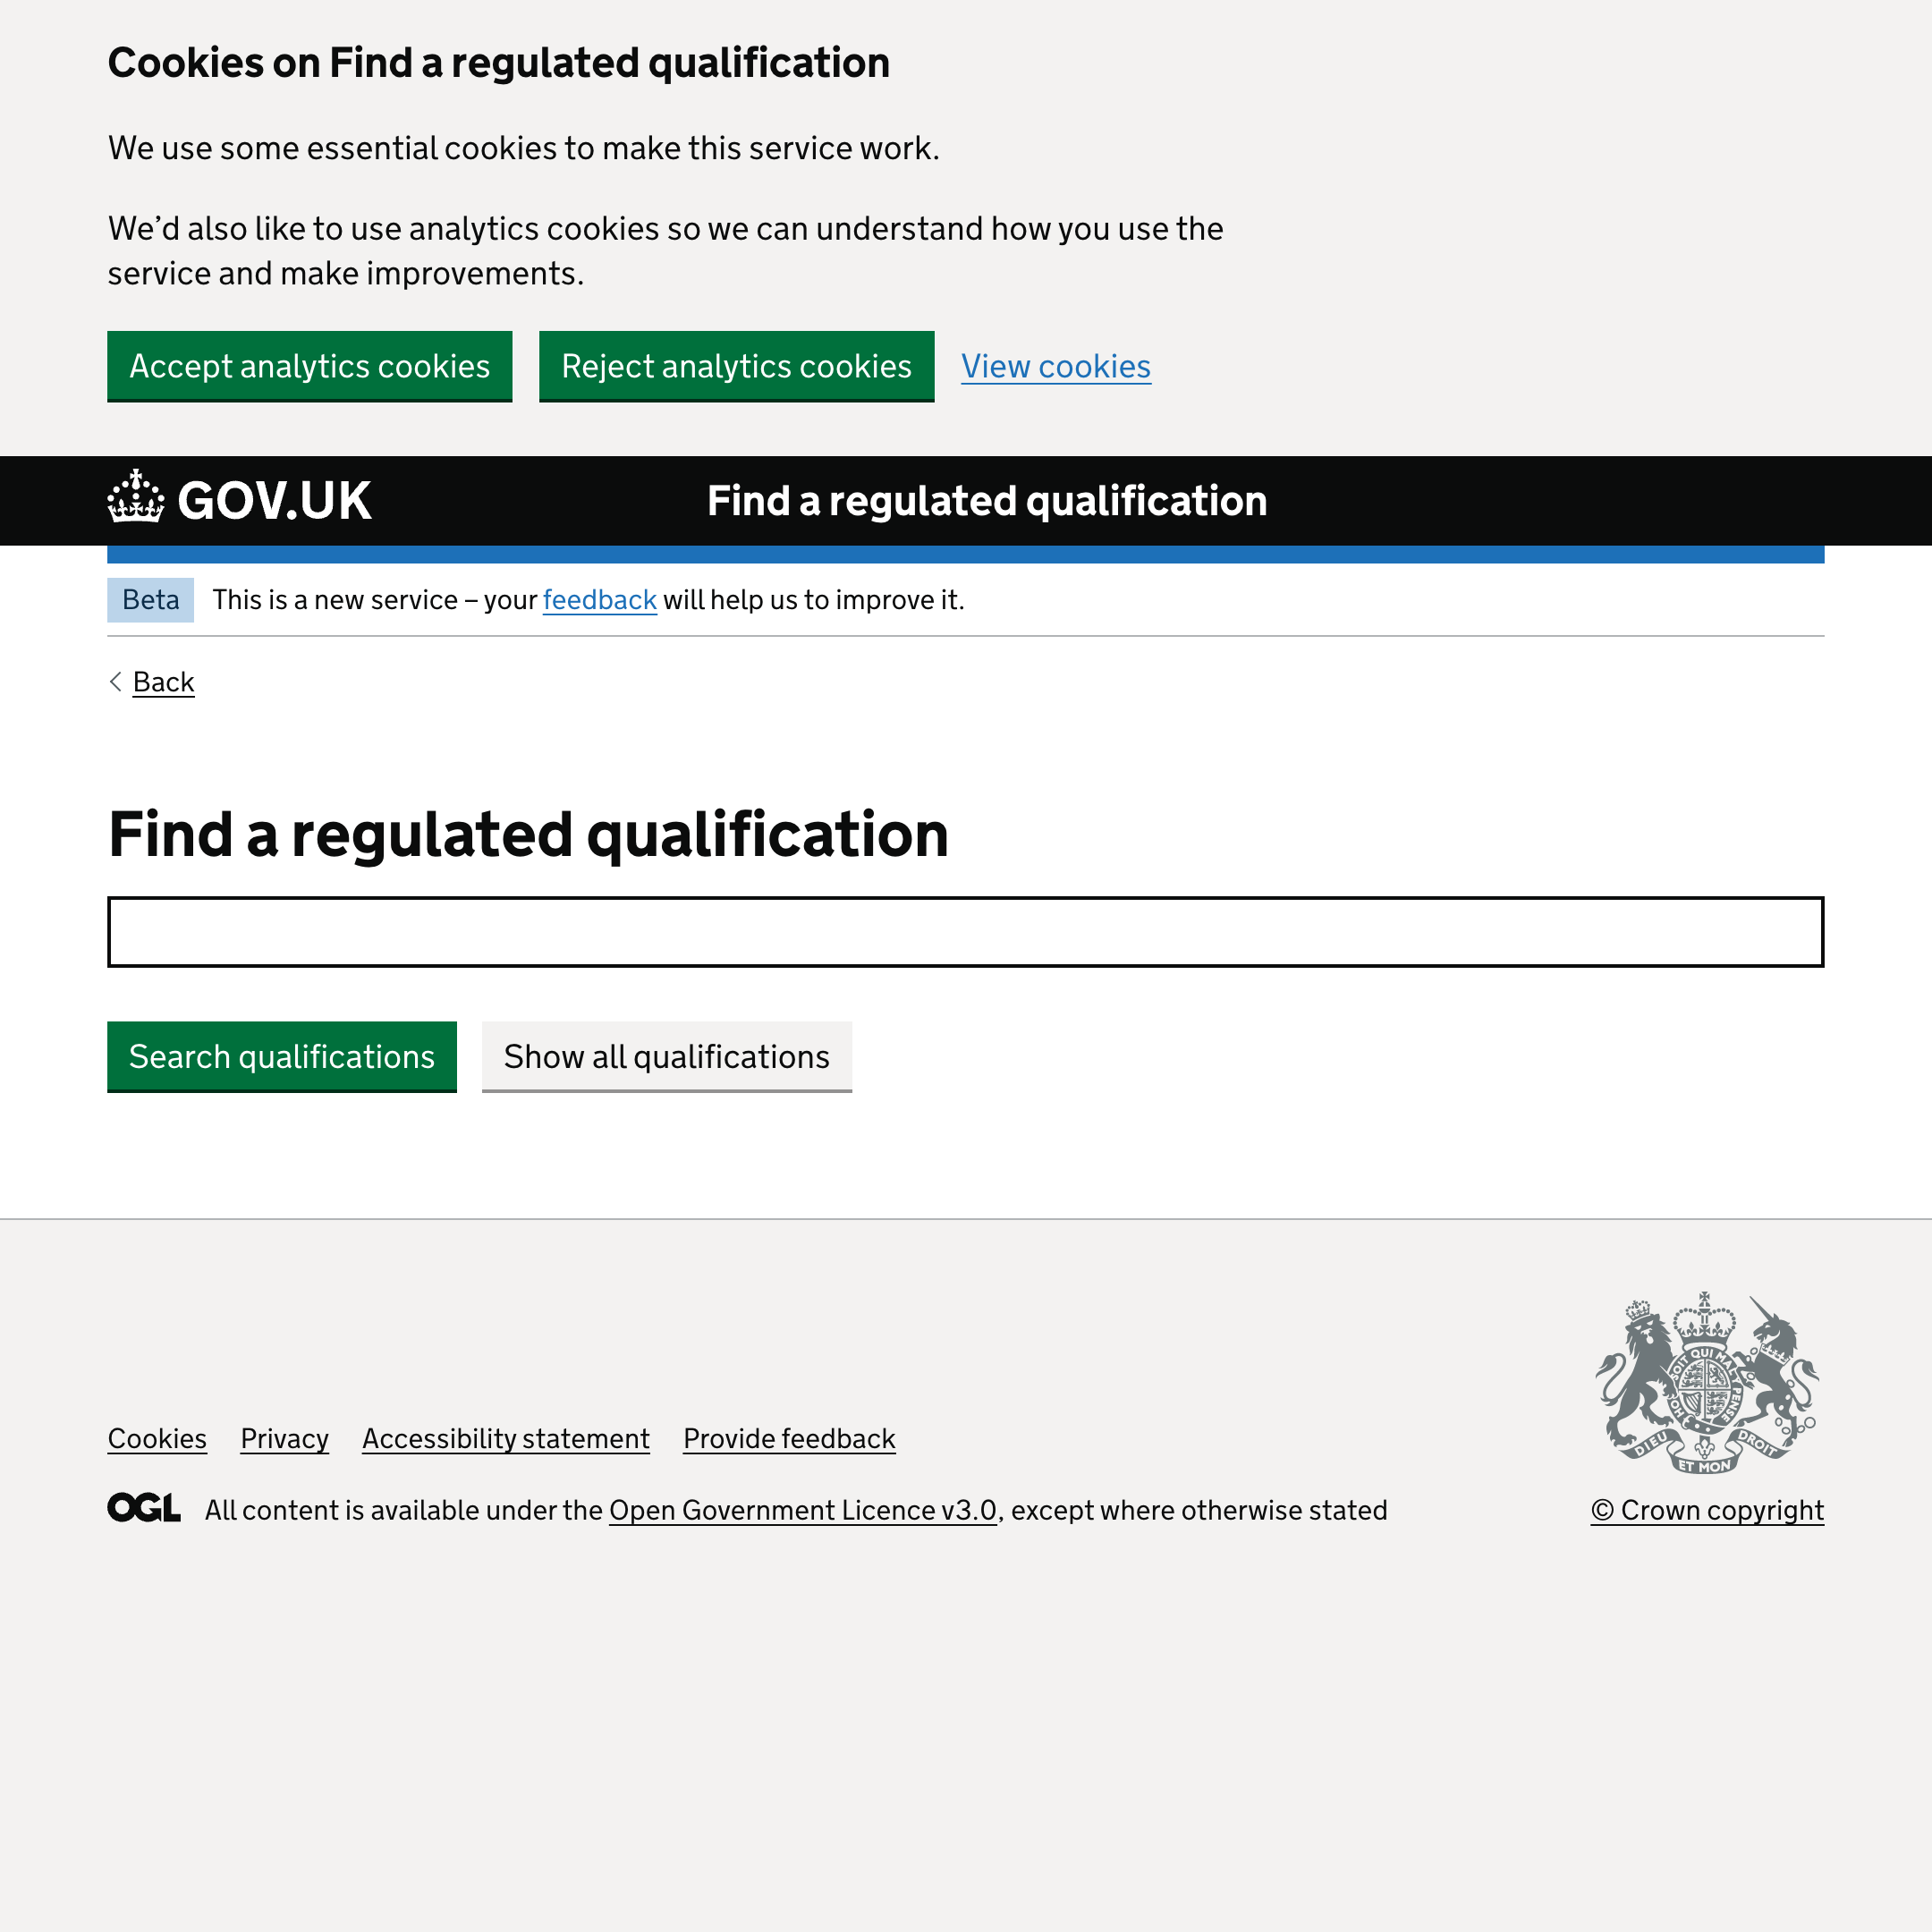 Cookies on Find a regulated qualification
We use some essential cookies to make this service work.
We’d also like to use analytics cookies so we can understand how you use the
service and make improvements.
Accept analytics cookies Reject analytics cookies View cookies
GOV.UK Find a regulated qualification
Beta This is a new service – your feedback will help us to improve it.
Back
Find a regulated qualification
Search qualifications Show all qualifications
SOIT QUI MAL Y PENSE
HON
DIEU ET MON DROIT
Cookies Privacy Accessibility statement Provide feedback
OGL All content is available under the Open Government Licence v3.0, except where otherwise stated
© Crown copyright